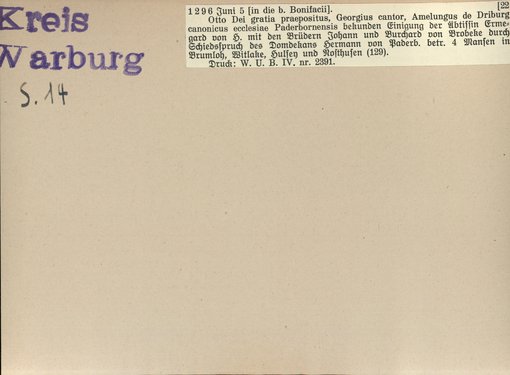 Kreis
Warburg
S. 14
[22
1296 Juni 5 [in die b. Bonifacii].
Otto Dei gratia praepositus, Georgius cantor, Amelungus de Driburg
canonicus ecclesiae Paderbornensis bekunden Einigung der Äbtissin Erme-
gard von H. mit den Brüdern Johann und Burchard von Brobeke durch
Schiedsspruch des Domdekans Hermann von Paderb. betr. 4 Mansen in
Brumloh, Witlake, Hulsey und Nosthusen (129).
Druck: W. U. B. IV. nr. 2391.